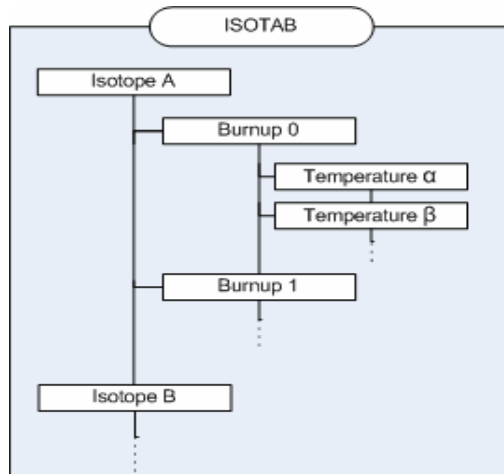 ISOTAB
Isotope A
Burnup 0
Temperature α
Temperature β
Burnup 1
Isotope B